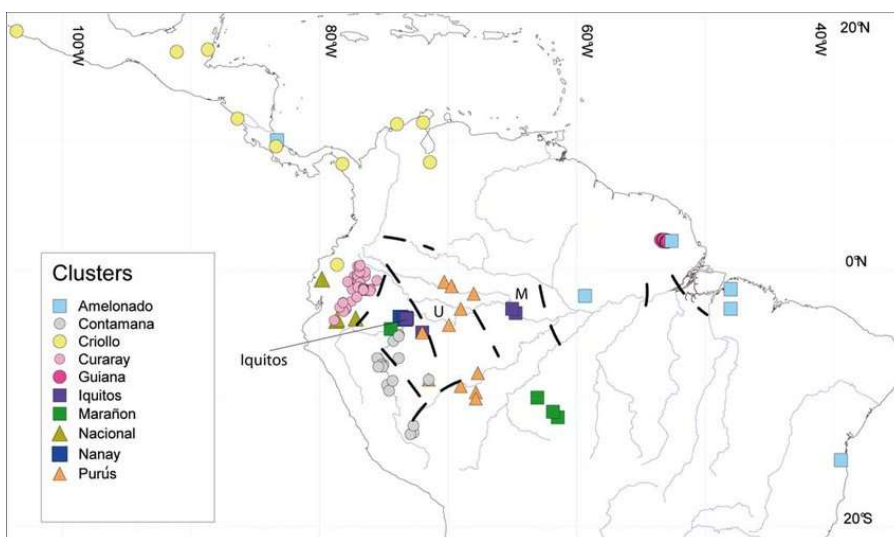 100°W
80°W
60°W
40°W
20°N
0°N
20°S
M
U
Iquitos
Clusters
Amelonado
Contamana
Criollo
Curaray
Guiana
Iquitos
Marañon
Nacional
Nanay
Purús